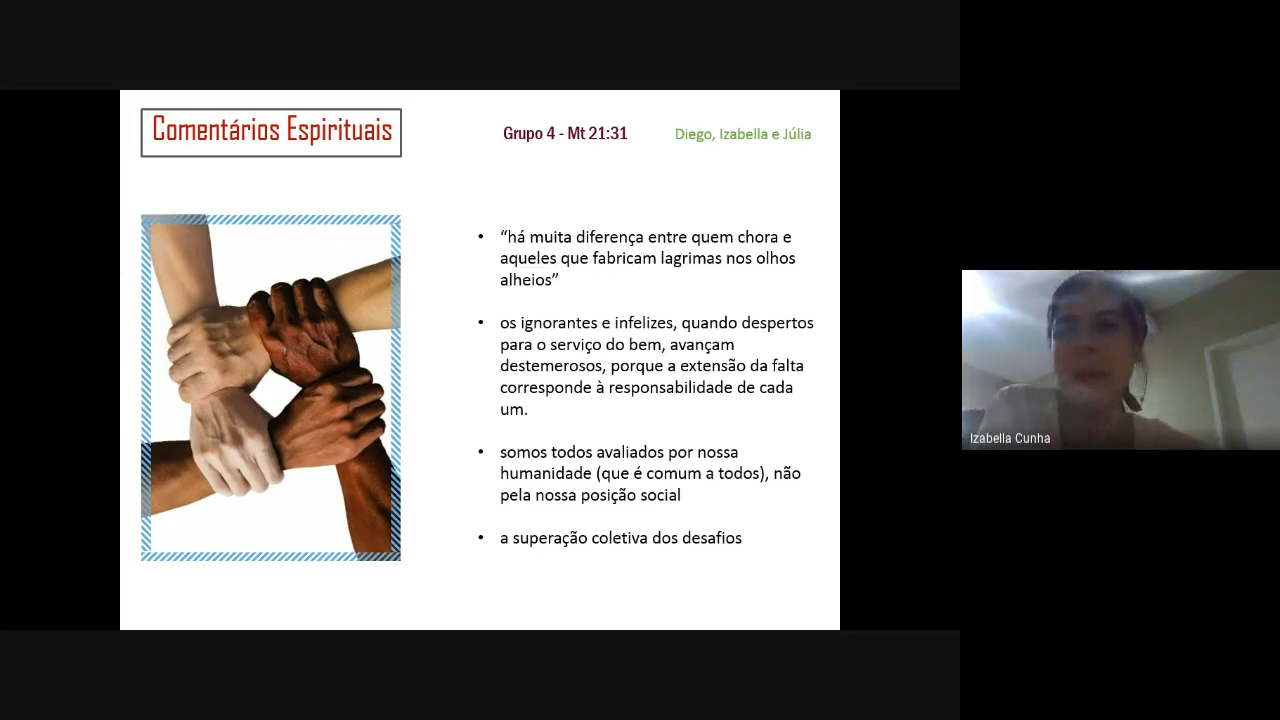 Comentários Espirituais
Grupo 4 - Mt 21:31
Diego, Izabella e Júlia
• “há muita diferença entre quem chora e
aqueles que fabricam lagrimas nos olhos
alheios”
• os ignorantes e infelizes, quando despertos
para o serviço do bem, avançam
destemerosos, porque a extensão da falta
corresponde à responsabilidade de cada
um.
• somos todos avaliados por nossa
humanidade (que é comum a todos), não
pela nossa posição social
• a superação coletiva dos desafios
Izabella Cunha